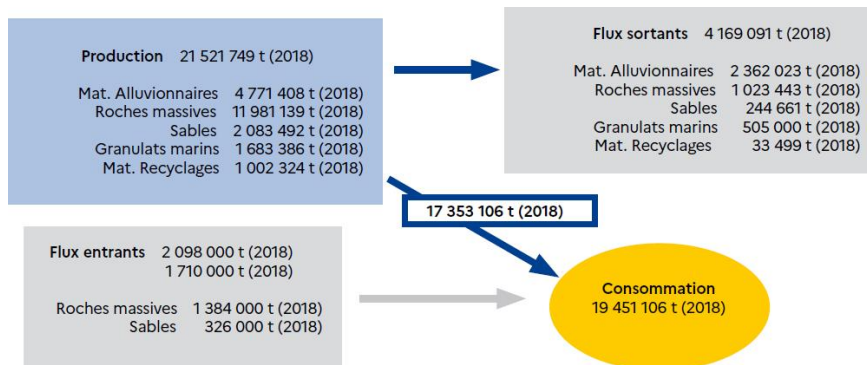 Production 21 521 749 t (2018)
Mat. Alluvionnaires 4 771 408 t (2018)
Roches massives 11 981 139 t (2018)
Sables 2 083 492 t (2018)
Granulats marins 1 683 386 t (2018)
Mat. Recyclages 1 002 324 t (2018)
Flux sortants 4 169 091 t (2018)
Mat. Alluvionnaires 2 362 023 t (2018)
Roches massives 1 023 443 t (2018)
Sables 244 661 t (2018)
Granulats marins 505 000 t (2018)
Mat. Recyclages 33 499 t (2018)
17 353 106 t (2018)
Flux entrants 2 098 000 t (2018)
1 710 000 t (2018)
Roches massives 1 384 000 t (2018)
Sables 326 000 t (2018)
Consommation
19 451 106 t (2018)